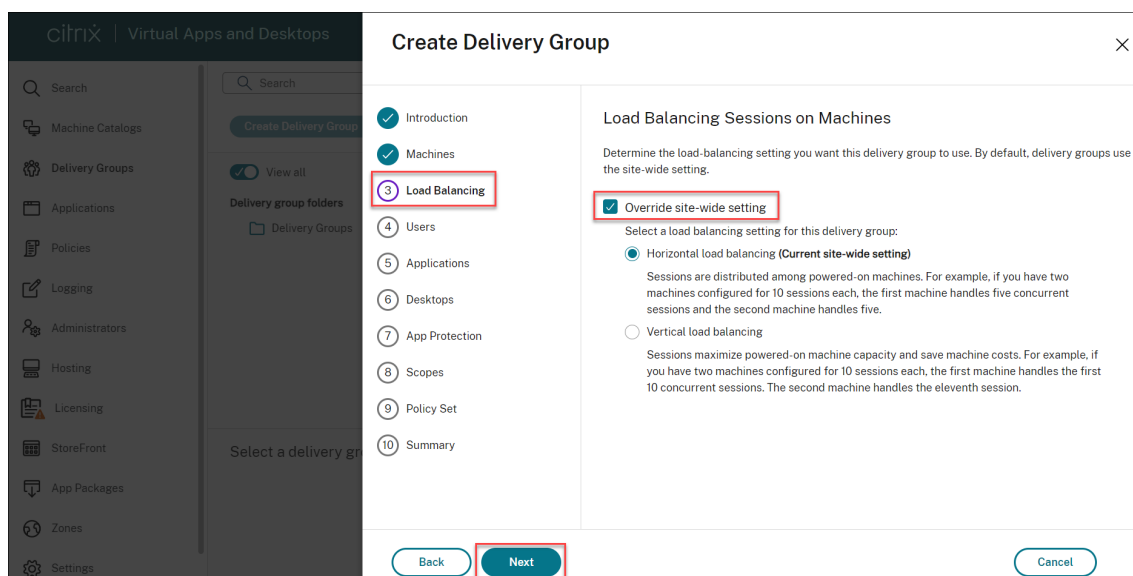 citrix | Virtual Apps and Desktops
Search
Machine Catalogs
Delivery Groups
Applications
Policies
Logging
Administrators
Hosting
Licensing
StoreFront
App Packages
Zones
Settings
Search
Create Delivery Group
View all
Delivery group folders
Delivery Groups
Select a delivery gr
Create Delivery Group
Introduction
Machines
3 Load Balancing
4 Users
5 Applications
6 Desktops
7 App Protection
8 Scopes
9 Policy Set
10 Summary
Load Balancing Sessions on Machines
Determine the load-balancing setting you want this delivery group to use. By default, delivery groups use
the site-wide setting.
Override site-wide setting
Select a load balancing setting for this delivery group:
Horizontal load balancing (Current site-wide setting)
Sessions are distributed among powered-on machines. For example, if you have two
machines configured for 10 sessions each, the first machine handles five concurrent
sessions and the second machine handles five.
Vertical load balancing
Sessions maximize powered-on machine capacity and save machine costs. For example, if
you have two machines configured for 10 sessions each, the first machine handles the first
10 concurrent sessions. The second machine handles the eleventh session.
Back
Next
Cancel